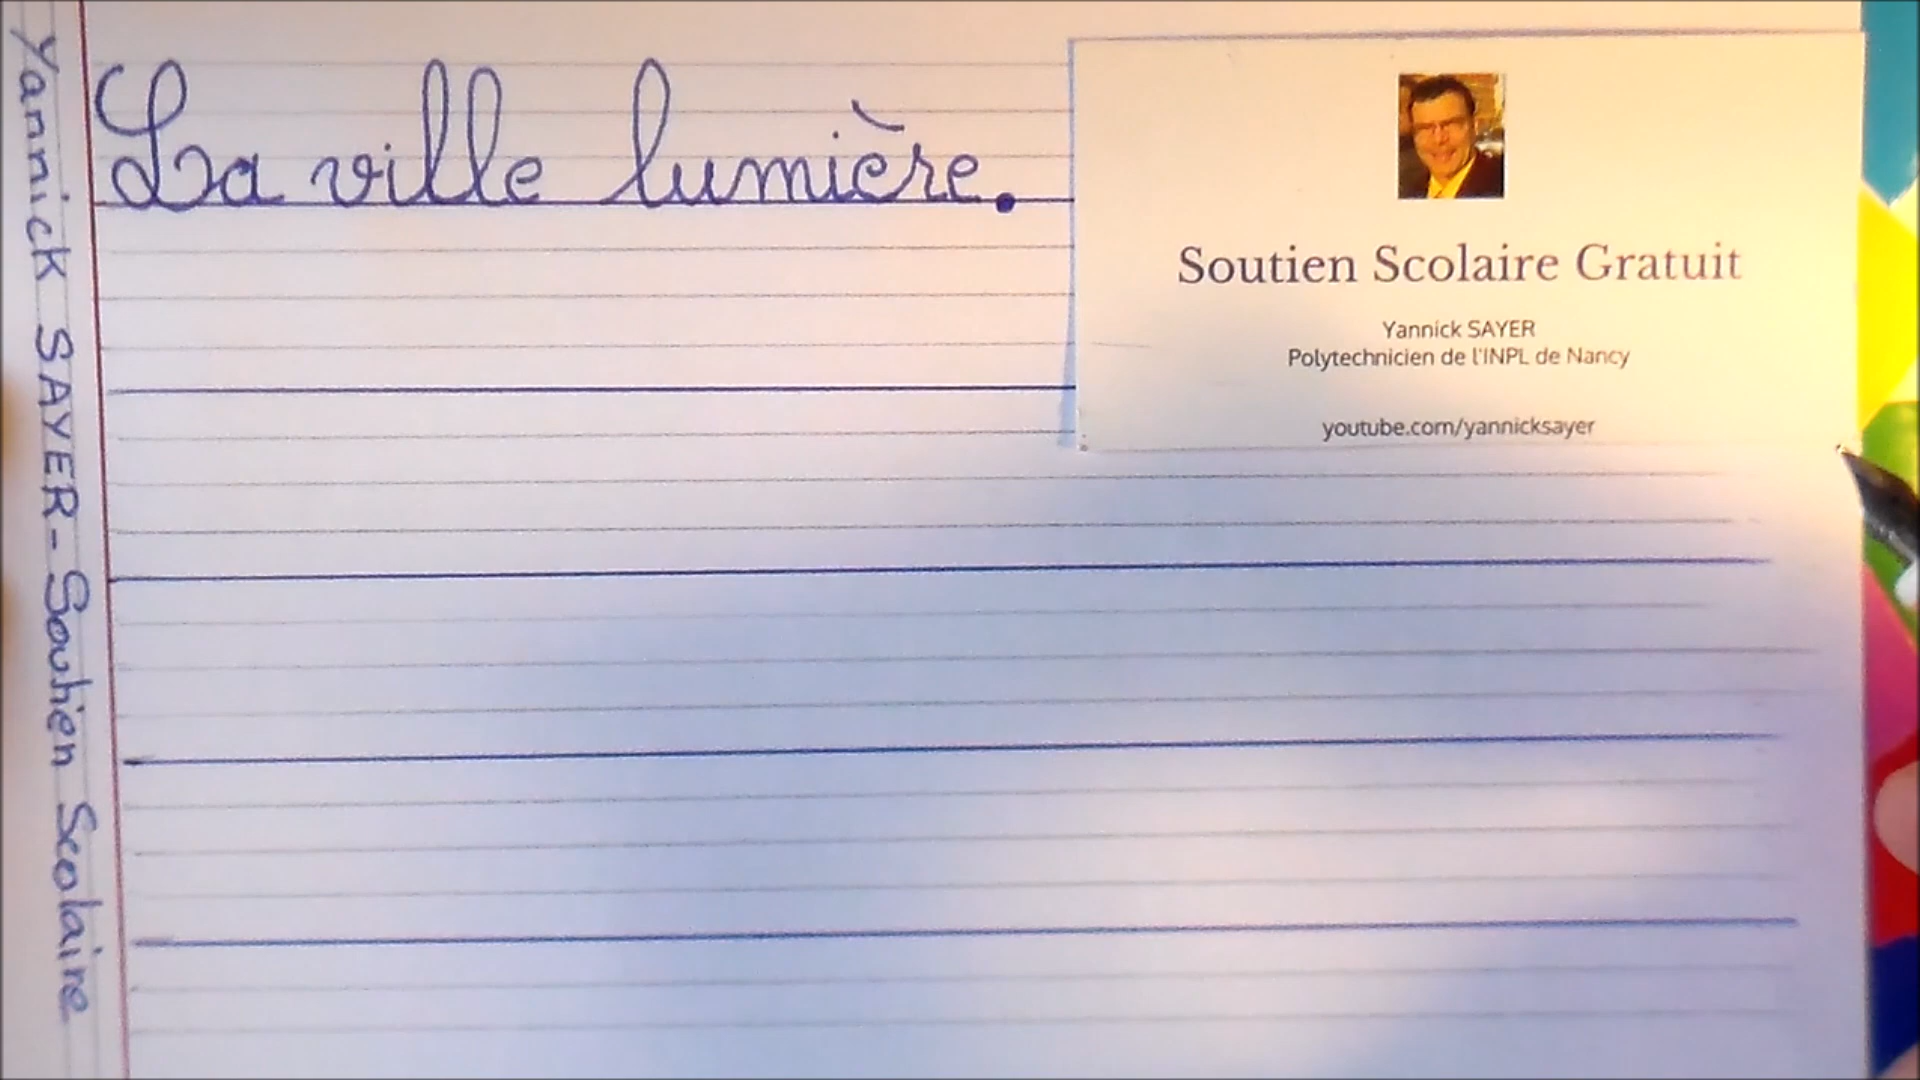 La ville lumière.
Soutien Scolaire Gratuit
Yannick SAYER
Polytechnicien de l'INPL de Nancy
youtube.com/yannicksayer
Yannick SAYER - Soutien Scolaire